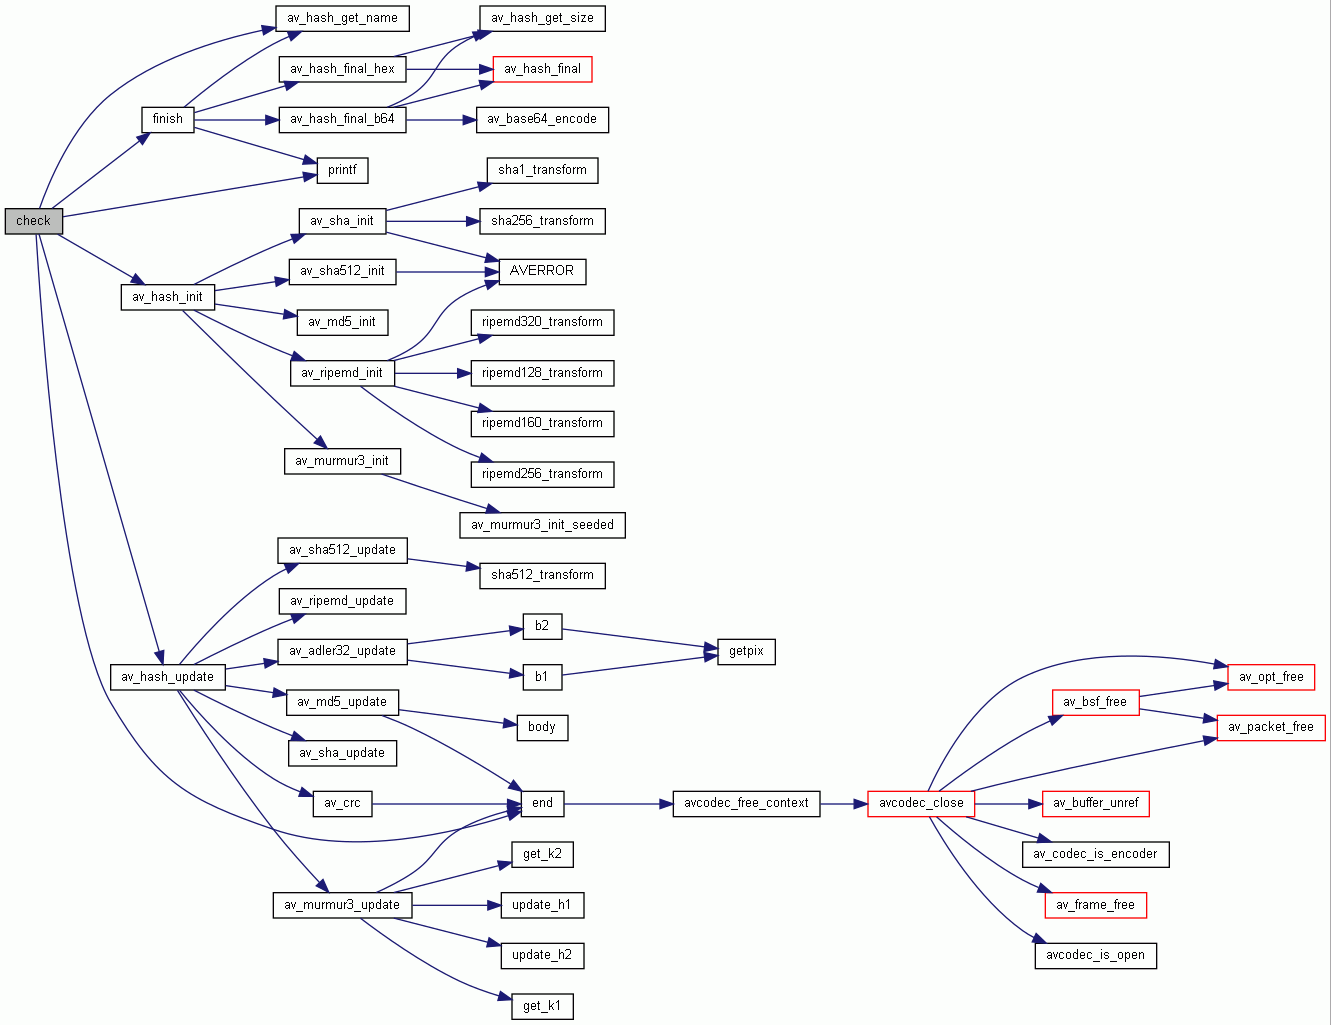 av_hash_get_name
av_hash_get_size
av_hash_final_hex
av_hash_final
finish
av_hash_final_b64
av_base64_encode
printf
sha1_transform
check
av_sha_init
sha256_transform
av_sha512_init
AVERROR
av_hash_init
av_md5_init
ripemd320_transform
av_ripemd_init
ripemd128_transform
ripemd160_transform
av_murmur3_init
ripemd256_transform
av_murmur3_init_seeded
av_sha512_update
sha512_transform
av_ripemd_update
b2
av_adler32_update
getpix
av_hash_update
b1
av_opt_free
av_md5_update
av_bsf_free
body
av_packet_free
av_sha_update
av_crc
end
avcodec_free_context
avcodec_close
av_buffer_unref
get_k2
av_codec_is_encoder
av_murmur3_update
update_h1
av_frame_free
update_h2
avcodec_is_open
get_k1